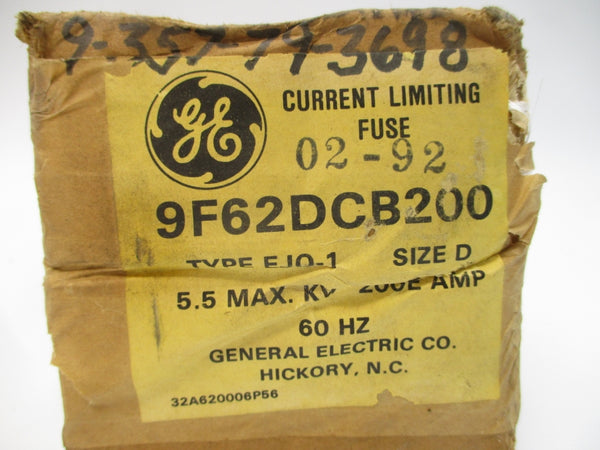 9-357-79-3698
GE
CURRENT LIMITING
FUSE
02-92
9F62DCB200
TYPE EJO-1 SIZE D
5.5 MAX. KV 200E AMP
60 HZ
GENERAL ELECTRIC CO.
HICKORY, N.C.
32A620006P56